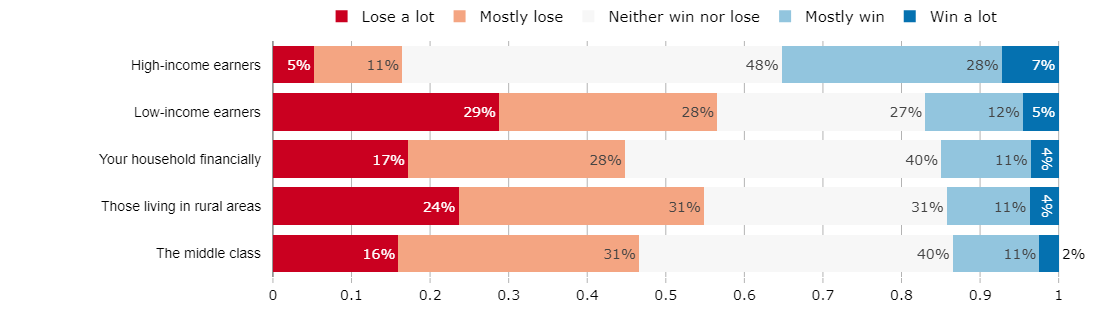 Lose a lot Mostly lose Neither win nor lose Mostly win Win a lot
High-income earners 5% 11% 48% 28% 7%
Low-income earners 29% 28% 27% 12% 5%
Your household financially 17% 28% 40% 11% 4%
Those living in rural areas 24% 31% 31% 11% 4%
The middle class 16% 31% 40% 11% 2%
0 0.1 0.2 0.3 0.4 0.5 0.6 0.7 0.8 0.9 1